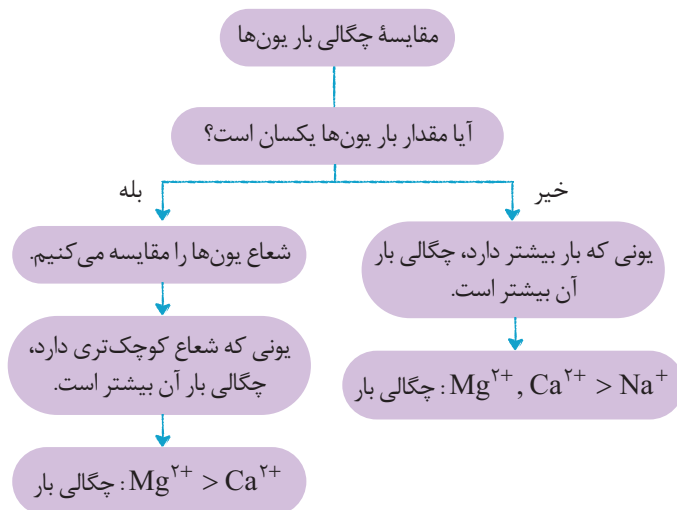 مقایسهٔ چگالی بار یون‌ها
آیا مقدار بار یون‌ها یکسان است؟
خیر
بله
یونی که بار بیشتر دارد، چگالی بار
آن بیشتر است.
شعاع یون‌ها را مقایسه می‌کنیم.
یونی که شعاع کوچک‌تری دارد،
چگالی بار آن بیشتر است.
چگالی بار : Mg²⁺ , Ca²⁺ > Na⁺
چگالی بار : Mg²⁺ > Ca²⁺